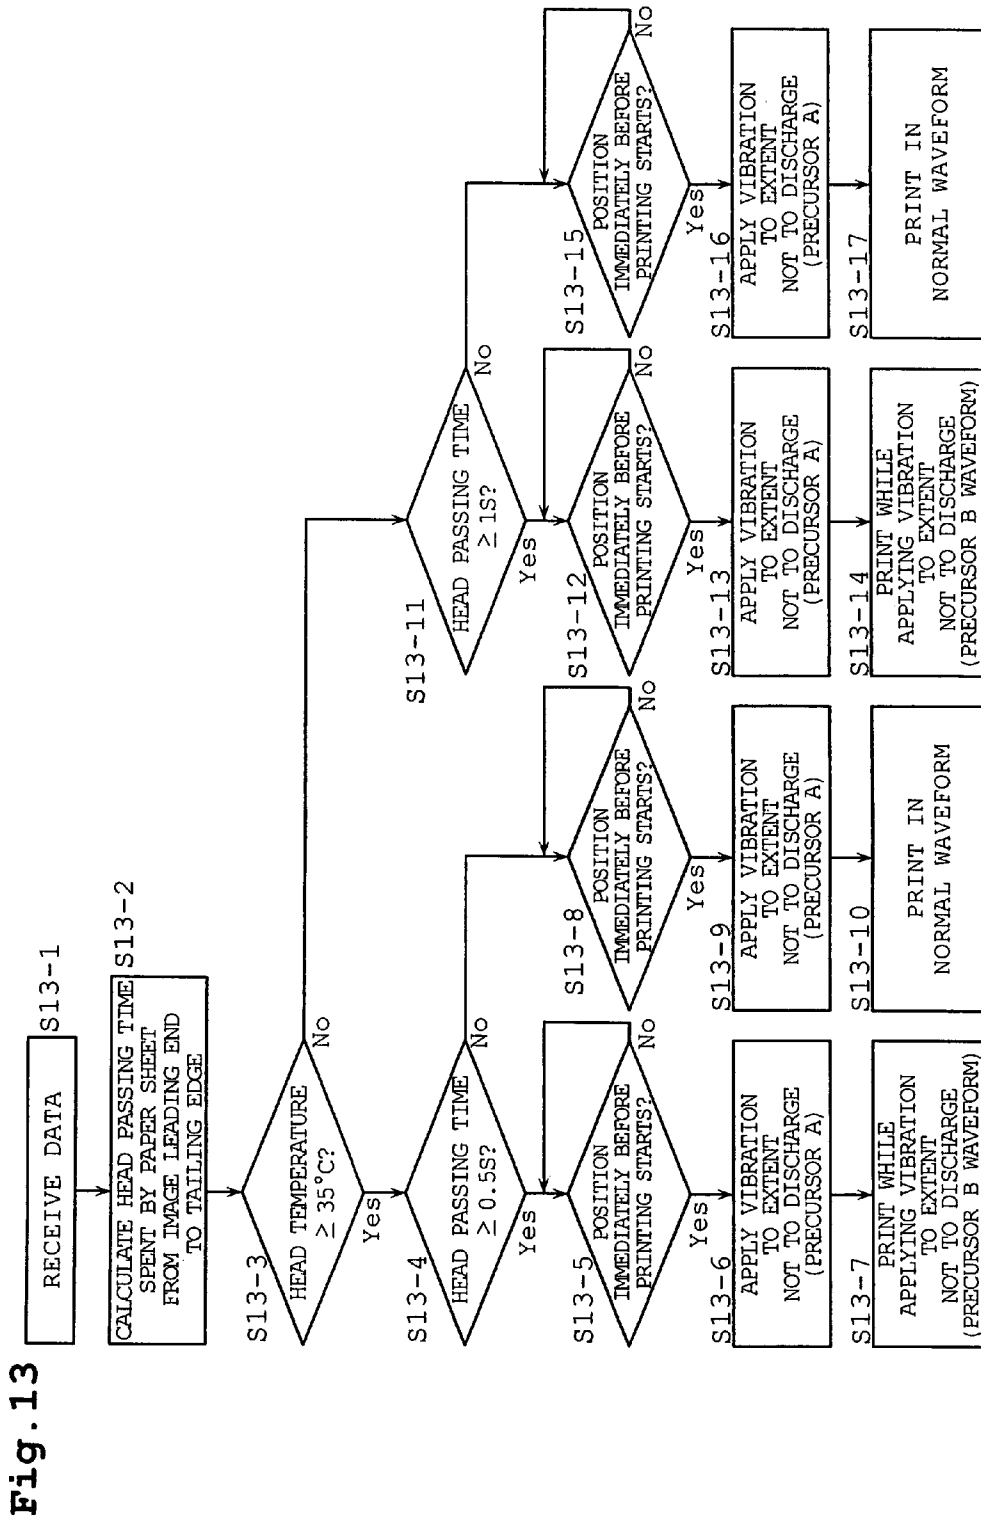 Fig.13
RECEIVE DATA
S13-1
CALCULATE HEAD PASSING TIME
SPENT BY PAPER SHEET
FROM IMAGE LEADING END
TO TAILING EDGE
S13-2
S13-3
HEAD TEMPERATURE
≥ 35°C?
Yes
No
S13-4
HEAD PASSING TIME
≥ 0.5S?
Yes
No
S13-5
POSITION
IMMEDIATELY BEFORE
PRINTING STARTS?
Yes
No
S13-6
APPLY VIBRATION
TO EXTENT
NOT TO DISCHARGE
(PRECURSOR A)
S13-7
PRINT WHILE
APPLYING VIBRATION
TO EXTENT
NOT TO DISCHARGE
(PRECURSOR B WAVEFORM)
S13-8
POSITION
IMMEDIATELY BEFORE
PRINTING STARTS?
Yes
No
S13-9
APPLY VIBRATION
TO EXTENT
NOT TO DISCHARGE
(PRECURSOR A)
S13-10
PRINT IN
NORMAL WAVEFORM
S13-11
HEAD PASSING TIME
≥ 1S?
Yes
No
S13-12
POSITION
IMMEDIATELY BEFORE
PRINTING STARTS?
Yes
No
S13-13
APPLY VIBRATION
TO EXTENT
NOT TO DISCHARGE
(PRECURSOR A)
S13-14
PRINT WHILE
APPLYING VIBRATION
TO EXTENT
NOT TO DISCHARGE
(PRECURSOR B WAVEFORM)
S13-15
POSITION
IMMEDIATELY BEFORE
PRINTING STARTS?
Yes
No
S13-16
APPLY VIBRATION
TO EXTENT
NOT TO DISCHARGE
(PRECURSOR A)
S13-17
PRINT IN
NORMAL WAVEFORM